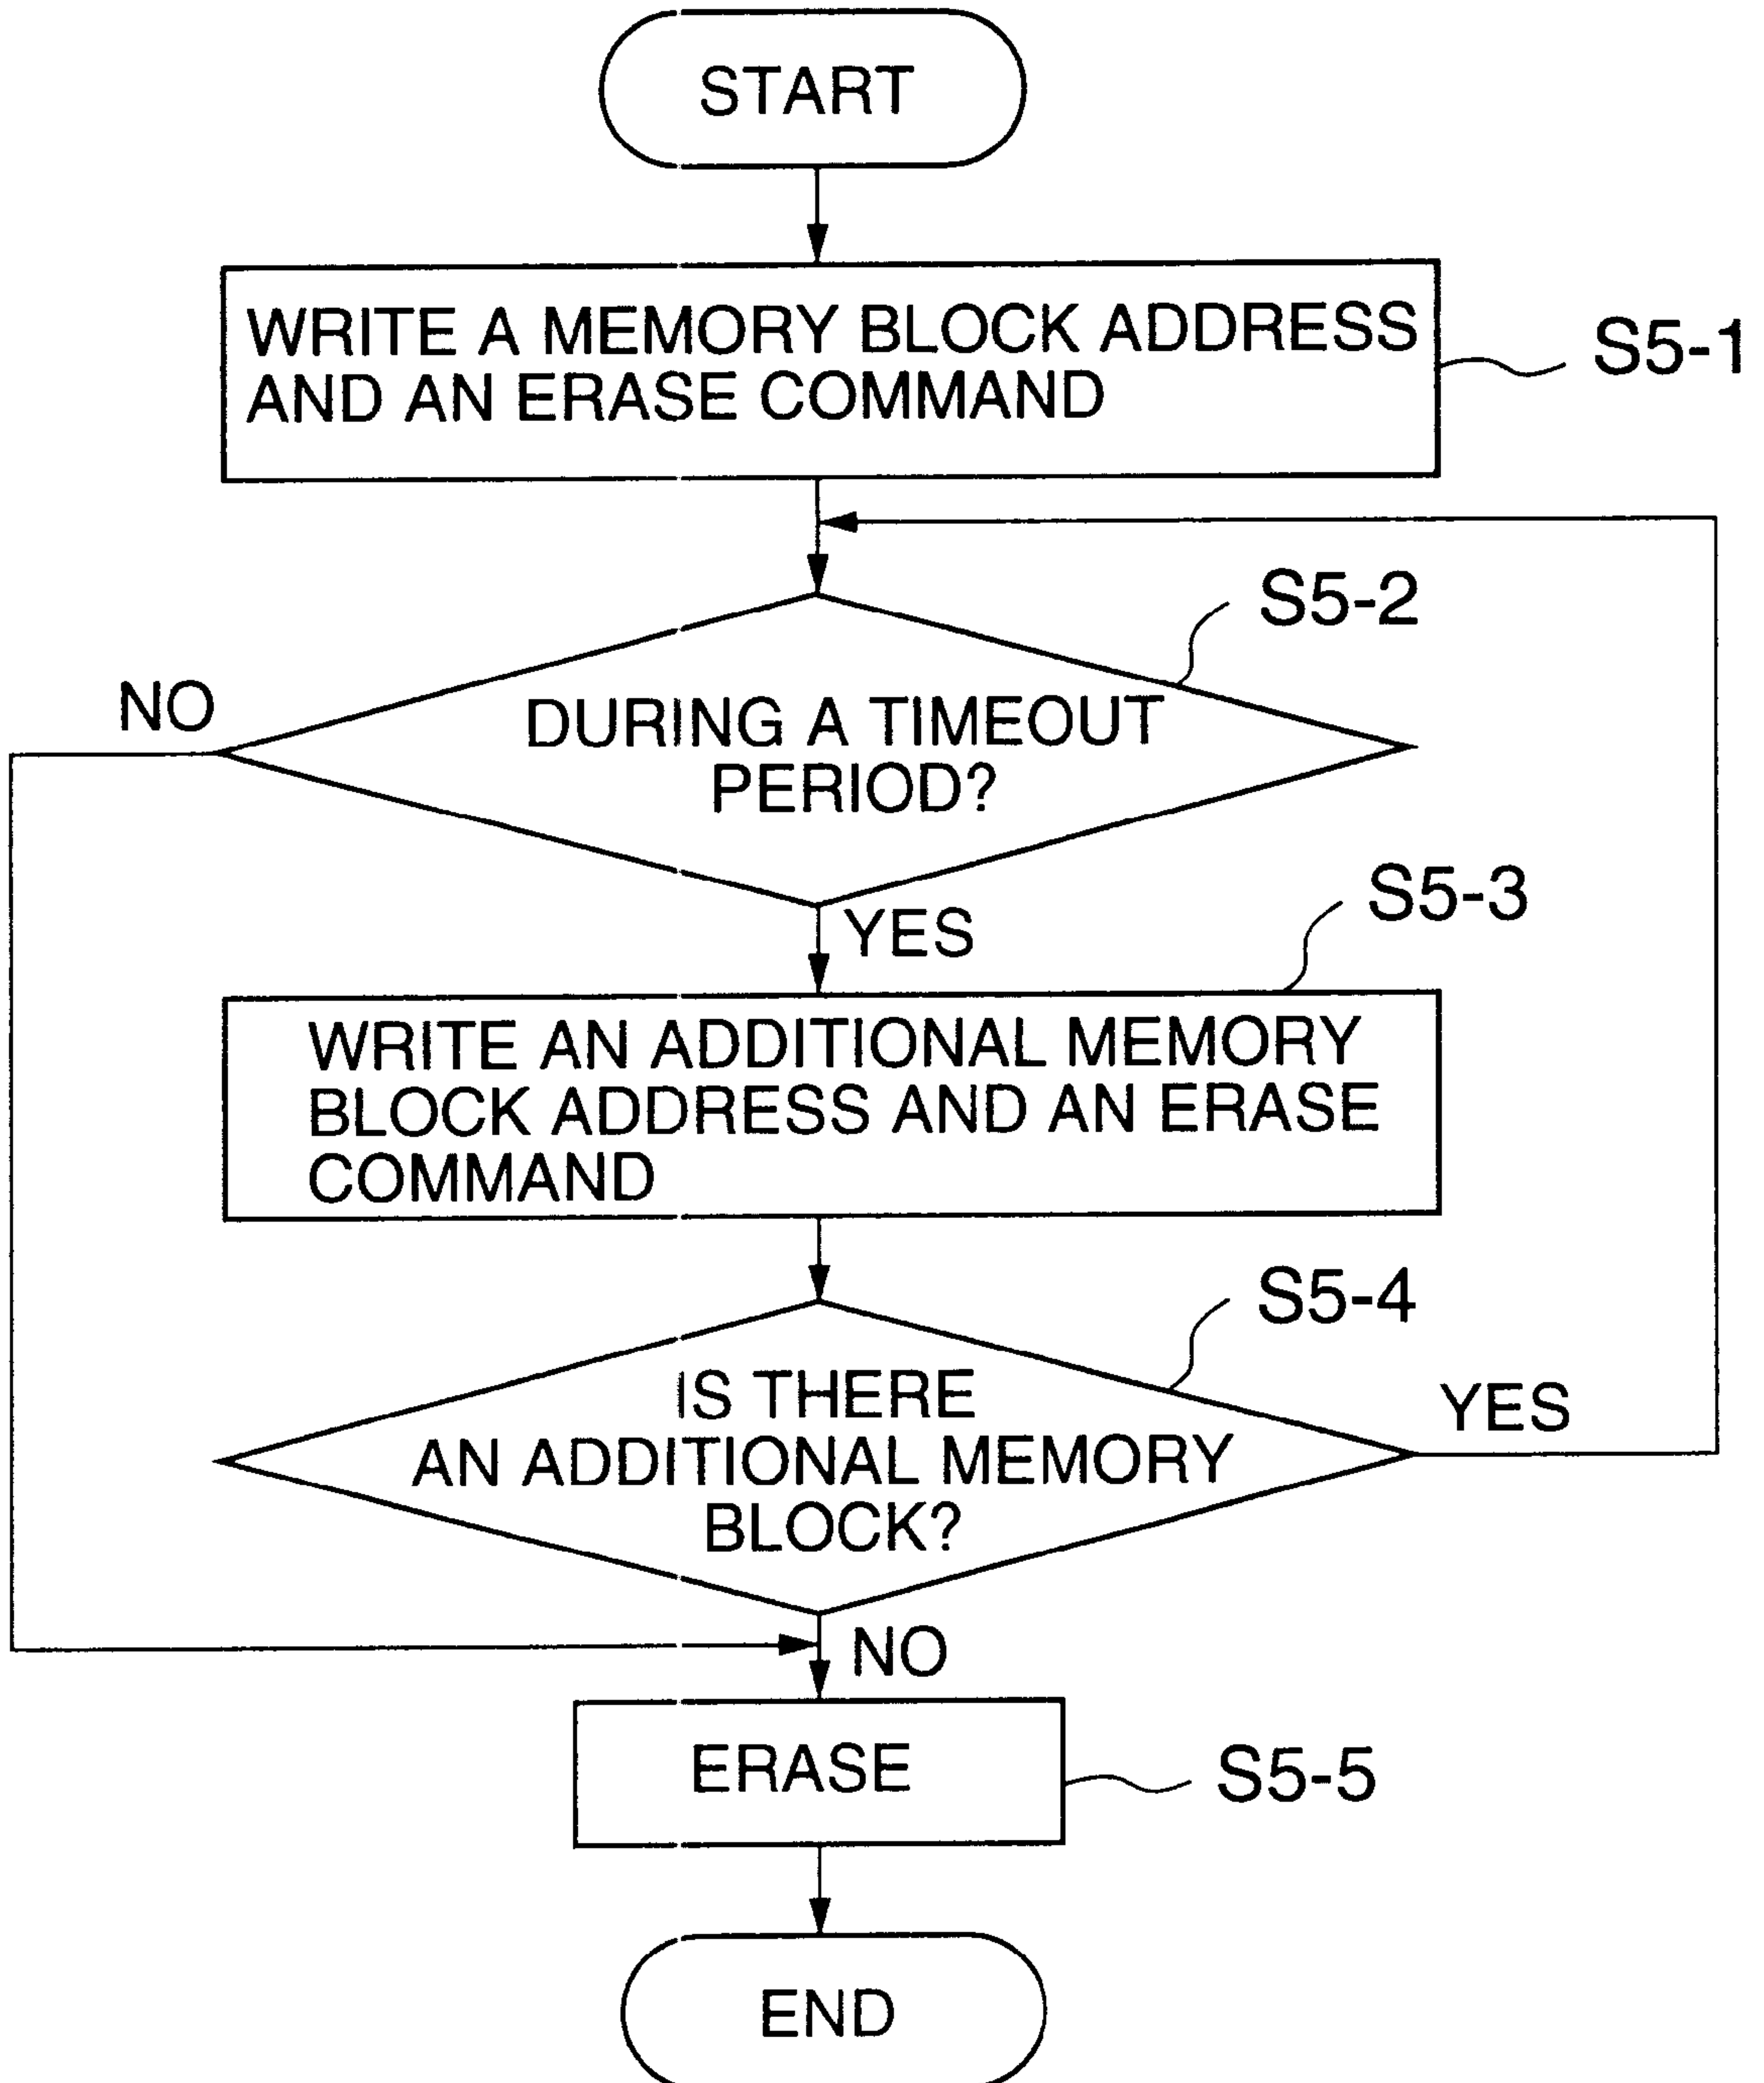 START
WRITE A MEMORY BLOCK ADDRESS
AND AN ERASE COMMAND
S5-1
S5-2
NO
DURING A TIMEOUT
PERIOD?
S5-3
YES
WRITE AN ADDITIONAL MEMORY
BLOCK ADDRESS AND AN ERASE
COMMAND
S5-4
IS THERE
AN ADDITIONAL MEMORY
BLOCK?
YES
NO
ERASE
S5-5
END